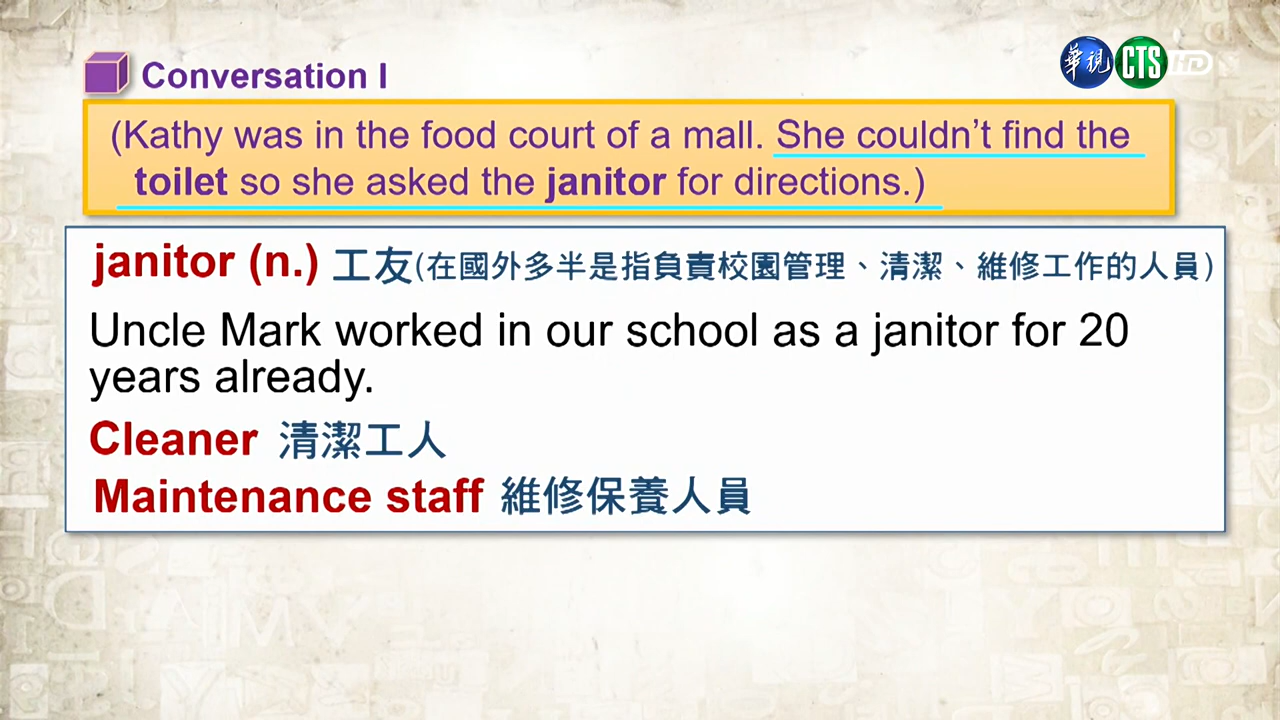 華視 CTS HD
Conversation I
(Kathy was in the food court of a mall. She couldn't find the
toilet so she asked the janitor for directions.)
janitor (n.) 工友(在國外多半是指負責校園管理、清潔、維修工作的人員)
Uncle Mark worked in our school as a janitor for 20
years already.
Cleaner 清潔工人
Maintenance staff 維修保養人員